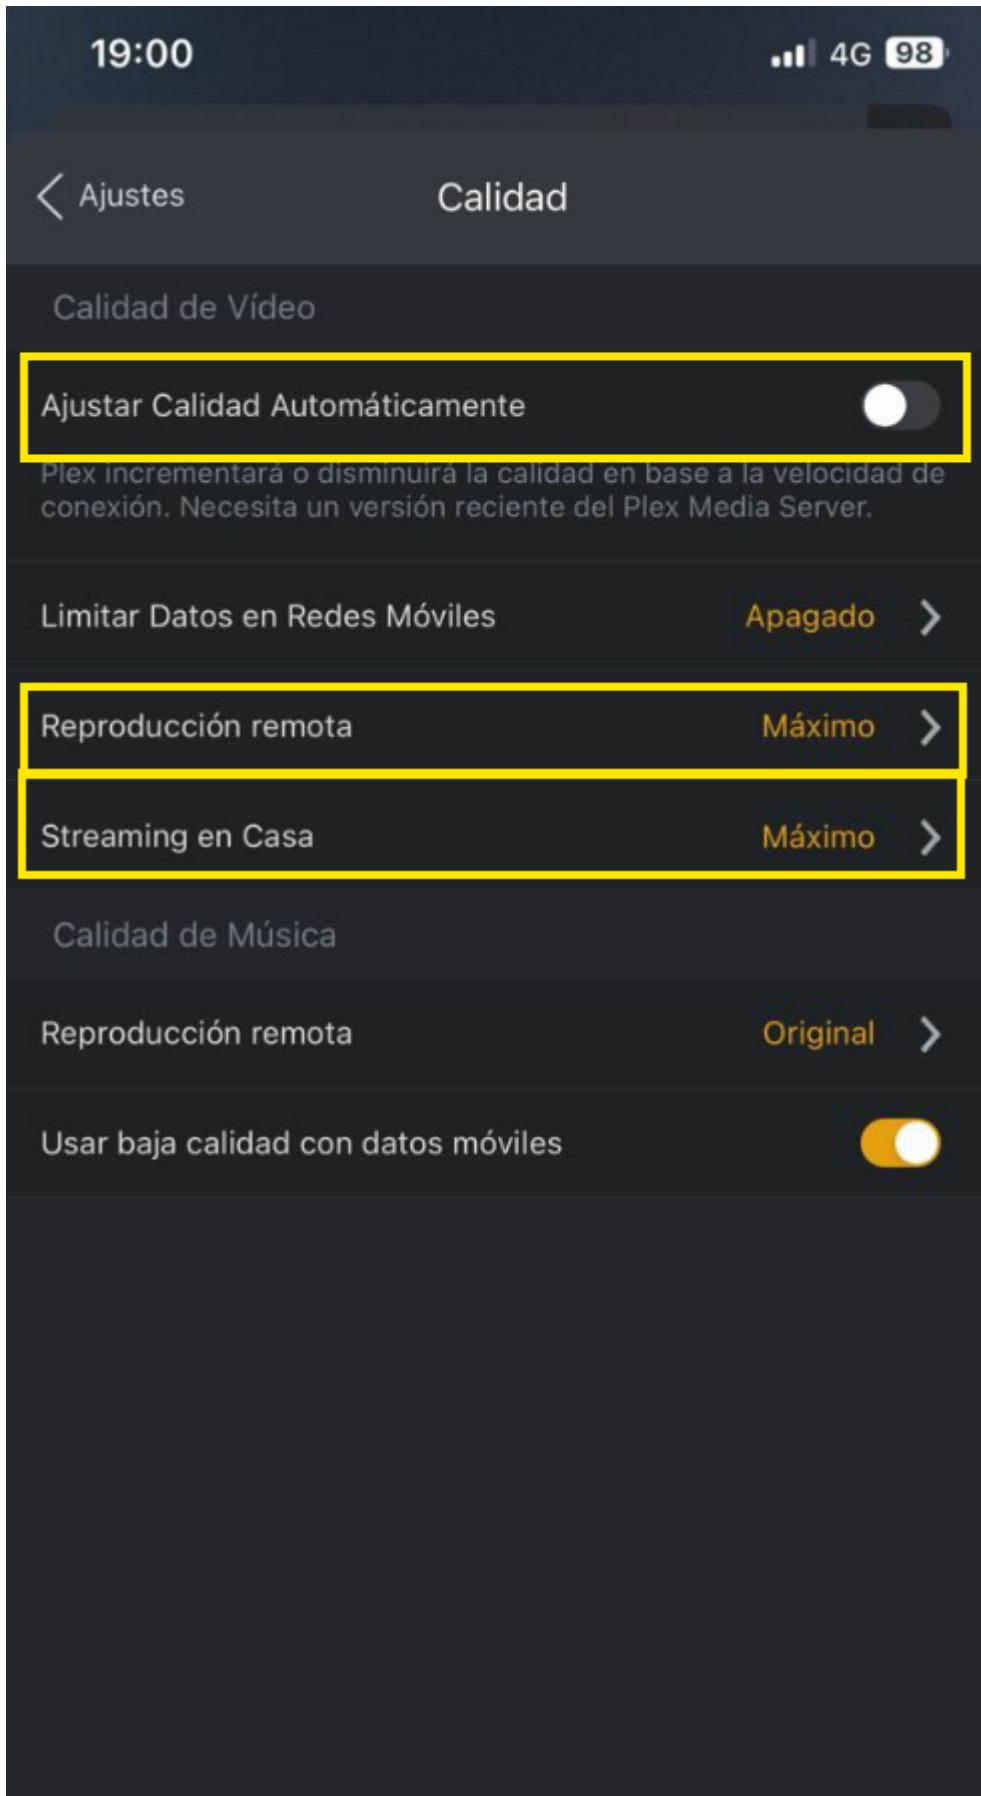 19:00 4G 98
Ajustes Calidad
Calidad de Vídeo
Ajustar Calidad Automáticamente
Plex incrementará o disminuirá la calidad en base a la velocidad de
conexión. Necesita un versión reciente del Plex Media Server.
Limitar Datos en Redes Móviles Apagado
Reproducción remota Máximo
Streaming en Casa Máximo
Calidad de Música
Reproducción remota Original
Usar baja calidad con datos móviles